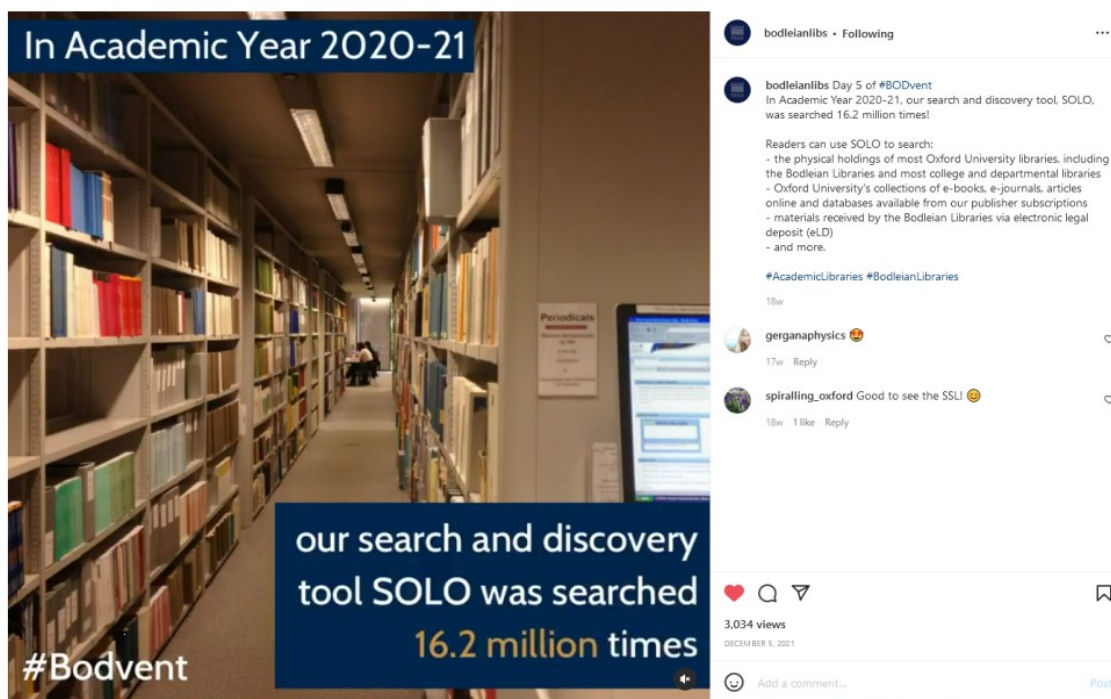 In Academic Year 2020-21
Periodicals
our search and discovery
tool SOLO was searched
16.2 million times
#Bodvent
bodleianlibs • Following
bodleianlibs Day 5 of #BODvent
In Academic Year 2020-21, our search and discovery tool, SOLO,
was searched 16.2 million times!
Readers can use SOLO to search:
- the physical holdings of most Oxford University libraries, including
the Bodleian Libraries and most college and departmental libraries
- Oxford University's collections of e-books, e-journals, articles
online and databases available from our publisher subscriptions
- materials received by the Bodleian Libraries via electronic legal
deposit (eLD)
- and more.
#AcademicLibraries #BodleianLibraries
18w
gerganaphysics 😍
17w Reply
spiralling_oxford Good to see the SSL! 😊
18w 1 like Reply
3,034 views
DECEMBER 5, 2021
Add a comment...
Post